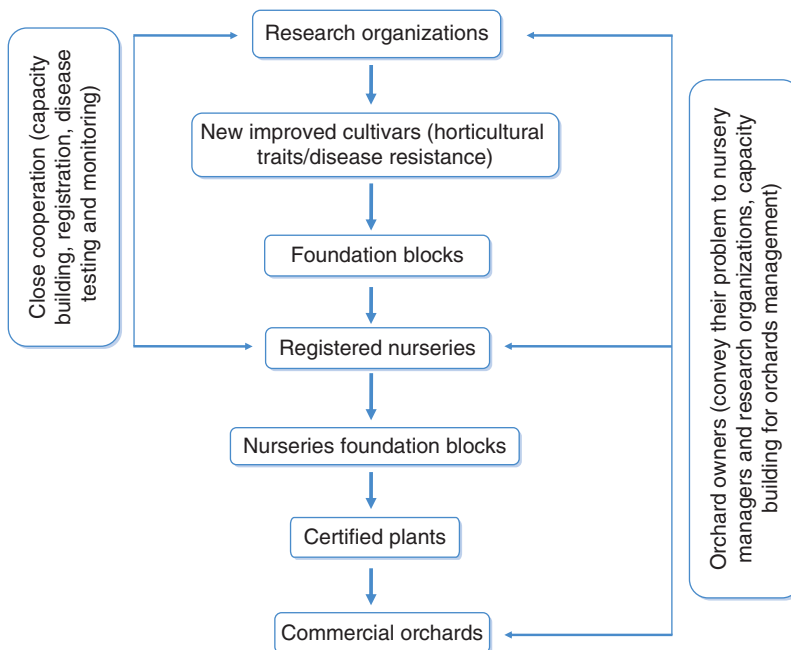 Research organizations
New improved cultivars (horticultural
traits/disease resistance)
Foundation blocks
Registered nurseries
Nurseries foundation blocks
Certified plants
Commercial orchards
Close cooperation (capacity
building, registration, disease
testing and monitoring)
Orchard owners (convey their problem to nursery
managers and research organizations, capacity
building for orchards management)